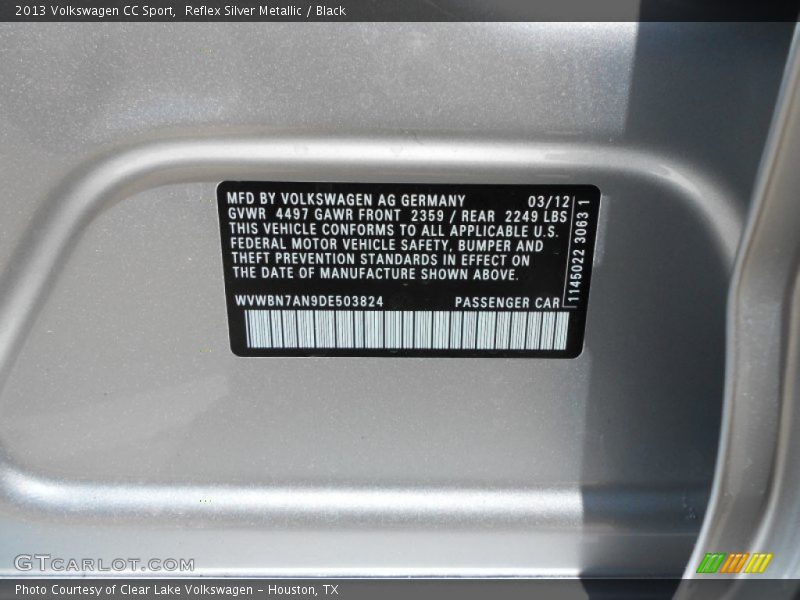 2013 Volkswagen CC Sport,  Reflex Silver Metallic / Black
MFD BY VOLKSWAGEN AG GERMANY 03/12
GVWR 4497 GAWR FRONT 2359 / REAR 2249 LBS
THIS VEHICLE CONFORMS TO ALL APPLICABLE U.S.
FEDERAL MOTOR VEHICLE SAFETY, BUMPER AND
THEFT PREVENTION STANDARDS IN EFFECT ON
THE DATE OF MANUFACTURE SHOWN ABOVE.
WVWBN7AN9DE503824 PASSENGER CAR
1145022 3063 1
GTCARLOT.COM
Photo Courtesy of Clear Lake Volkswagen - Houston, TX